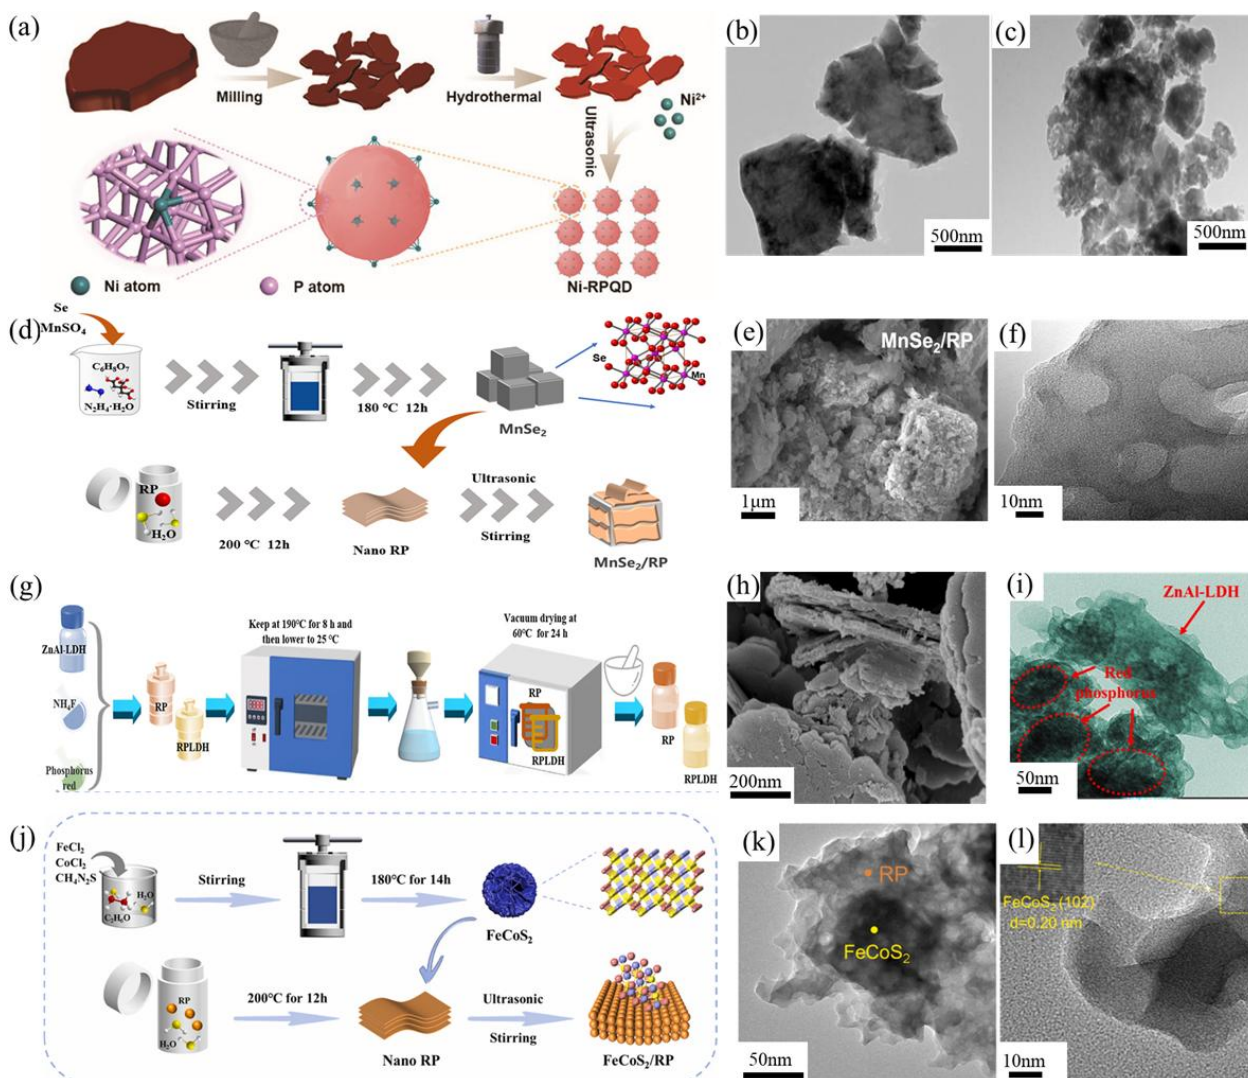 (a)
Milling
Hydrothermal
Ni²⁺
Ultrasonic
Ni atom
P atom
Ni-RPQD
(b)
500nm
(c)
500nm
(d)
Se
MnSO₄
C₆H₈O₇
N₂H₄·H₂O
Stirring
180 °C 12h
MnSe₂
Se
Mn
RP
H₂O
200 °C 12h
Nano RP
Ultrasonic
Stirring
MnSe₂/RP
(e)
MnSe₂/RP
1μm
(f)
10nm
(g)
ZnAl-LDH
NH₄F
Phosphorus
red
RP
RPLDH
Keep at 190℃ for 8 h and
then lower to 25 ℃
Vacuum drying at
60℃ for 24 h
RP
RPLDH
RP
RPLDH
(h)
200nm
(i)
ZnAl-LDH
Red
phosphorus
50nm
(j)
FeCl₂
CoCl₂
CH₄N₂S
H₂O
C₂H₆O
Stirring
180℃ for 14h
FeCoS₂
RP
H₂O
200℃ for 12h
Nano RP
Ultrasonic
Stirring
FeCoS₂/RP
(k)
RP
FeCoS₂
50nm
(l)
FeCoS₂ (102)
d=0.20 nm
10nm